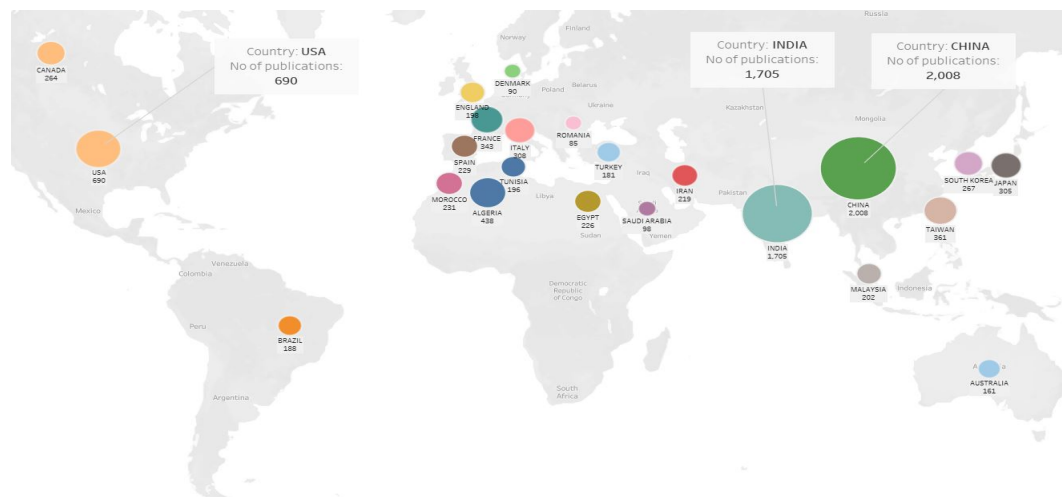 Russia
Finland
Norway
CANADA
264
Country: USA
No of publications:
690
Country: INDIA
No of publications:
1,705
Country: CHINA
No of publications:
2,008
DENMARK
90
Poland
Belarus
ENGLAND
198
Ukraine
Kazakhstan
Mongolia
FRANCE
343
ITALY
308
ROMANIA
85
SPAIN
229
TURKEY
181
USA
690
TUNISIA
196
Iraq
IRAN
219
Pakistan
CHINA
2,008
SOUTH KOREA
267
JAPAN
305
MOROCCO
231
ALGERIA
438
Libya
EGYPT
226
SAUDI ARABIA
98
Mexico
Sudan
Yemen
INDIA
1,705
TAIWAN
361
Venezuela
Colombia
Democratic
Republic
of Congo
MALAYSIA
202
Indonesia
Peru
BRAZIL
188
AUSTRALIA
161
South
Africa
Argentina